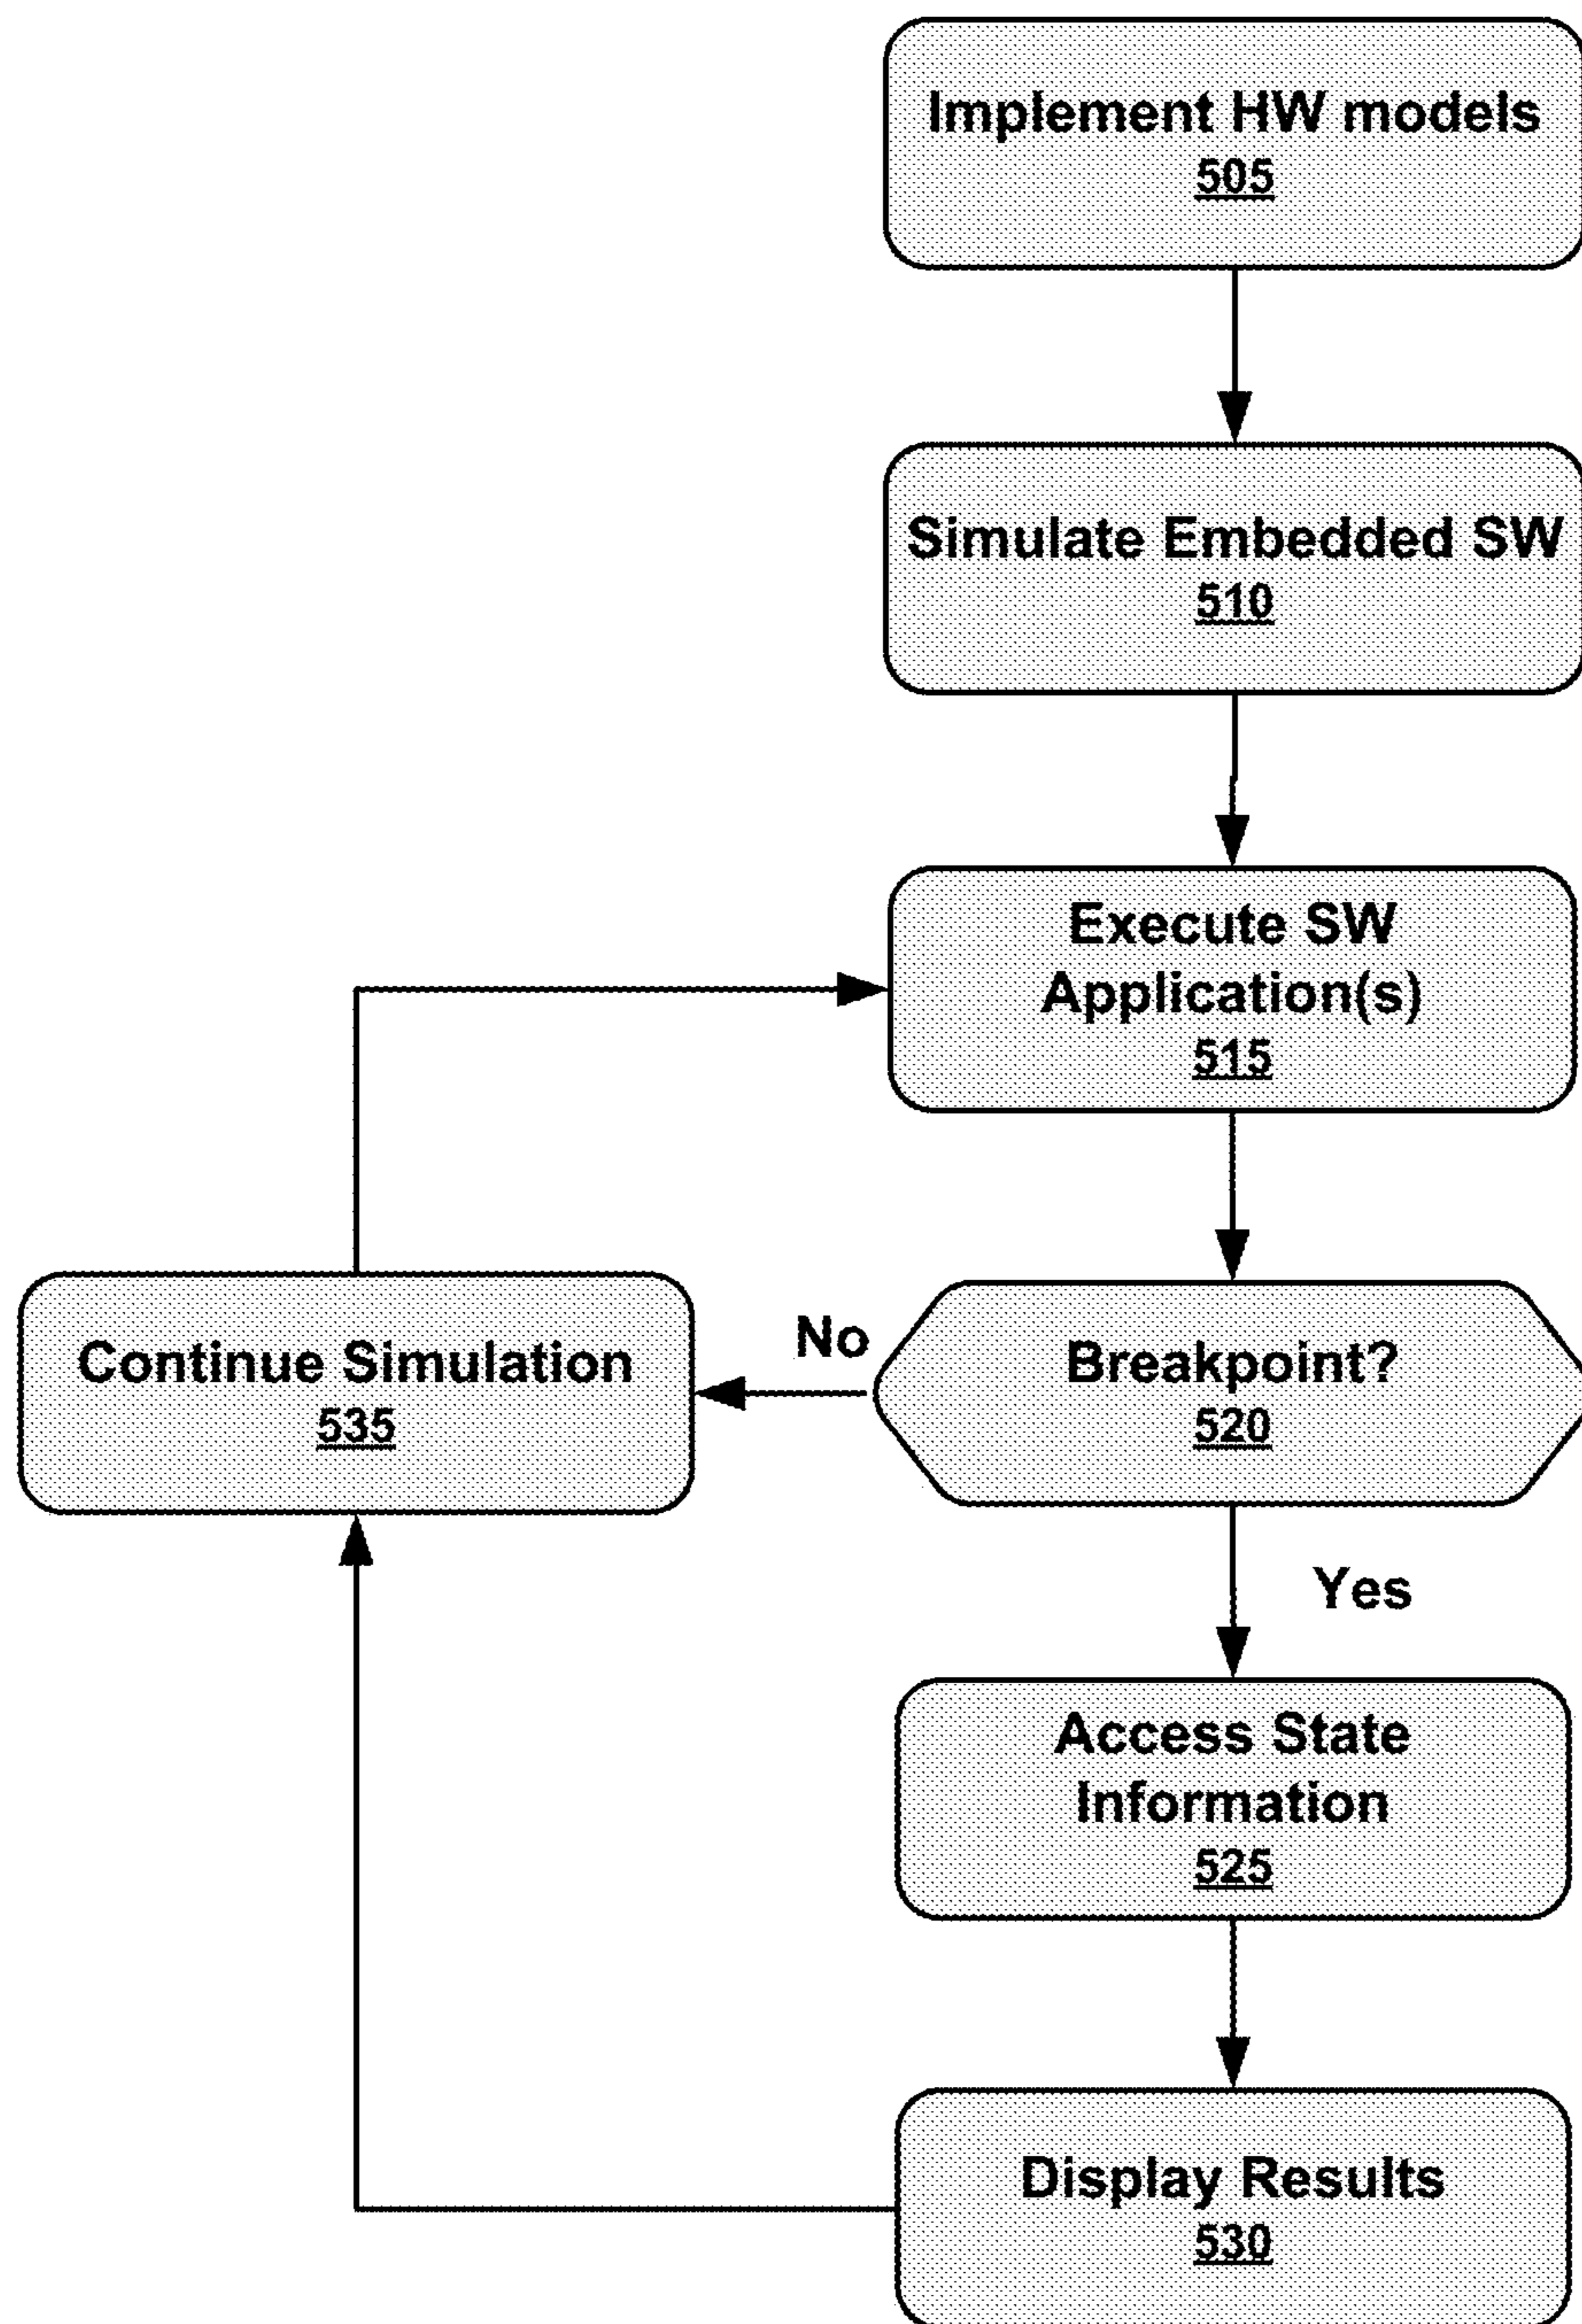 Implement HW models
505
Simulate Embedded SW
510
Execute SW
Application(s)
515
Continue Simulation
535
No
Breakpoint?
520
Yes
Access State
Information
525
Display Results
530